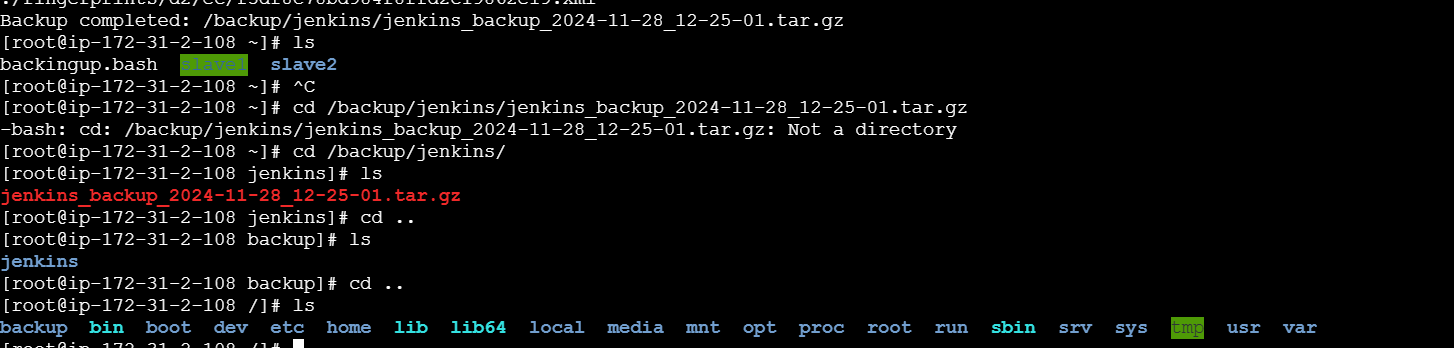 Backup completed: /backup/jenkins/jenkins_backup_2024-11-28_12-25-01.tar.gz
[root@ip-172-31-2-108 ~]# ls
backingup.bash slave1 slave2
[root@ip-172-31-2-108 ~]# ^C
[root@ip-172-31-2-108 ~]# cd /backup/jenkins/jenkins_backup_2024-11-28_12-25-01.tar.gz
-bash: cd: /backup/jenkins/jenkins_backup_2024-11-28_12-25-01.tar.gz: Not a directory
[root@ip-172-31-2-108 ~]# cd /backup/jenkins/
[root@ip-172-31-2-108 jenkins]# ls
jenkins_backup_2024-11-28_12-25-01.tar.gz
[root@ip-172-31-2-108 jenkins]# cd ..
[root@ip-172-31-2-108 backup]# ls
jenkins
[root@ip-172-31-2-108 backup]# cd ..
[root@ip-172-31-2-108 /]# ls
backup bin boot dev etc home lib lib64 local media mnt opt proc root run sbin srv sys tmp usr var
[root@ip-172-31-2-108 /]#